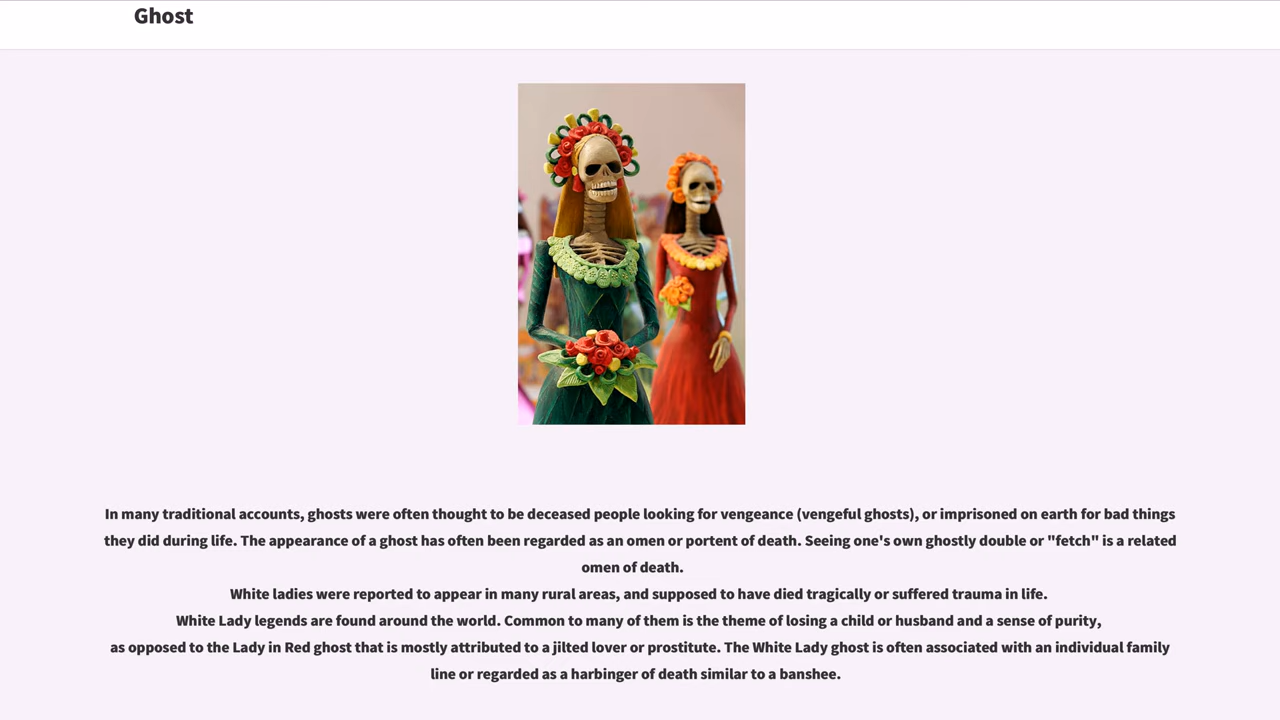 Ghost
In many traditional accounts, ghosts were often thought to be deceased people looking for vengeance (vengeful ghosts), or imprisoned on earth for bad things
they did during life. The appearance of a ghost has often been regarded as an omen or portent of death. Seeing one's own ghostly double or "fetch" is a related
omen of death.
White ladies were reported to appear in many rural areas, and supposed to have died tragically or suffered trauma in life.
White Lady legends are found around the world. Common to many of them is the theme of losing a child or husband and a sense of purity,
as opposed to the Lady in Red ghost that is mostly attributed to a jilted lover or prostitute. The White Lady ghost is often associated with an individual family
line or regarded as a harbinger of death similar to a banshee.